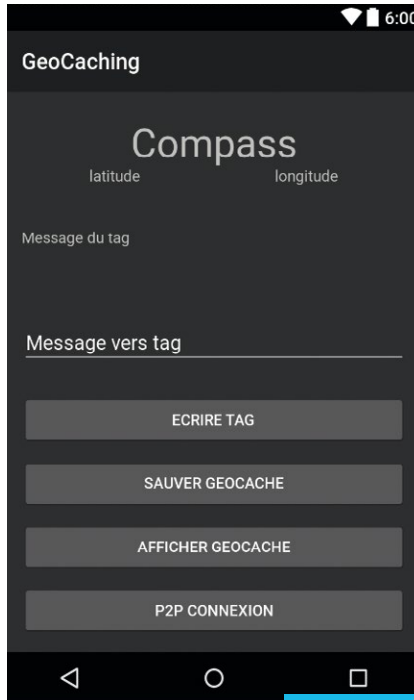 6:00
GeoCaching
Compass
latitude longitude
Message du tag
Message vers tag
ECRIRE TAG
SAUVER GEOCACHE
AFFICHER GEOCACHE
P2P CONNEXION